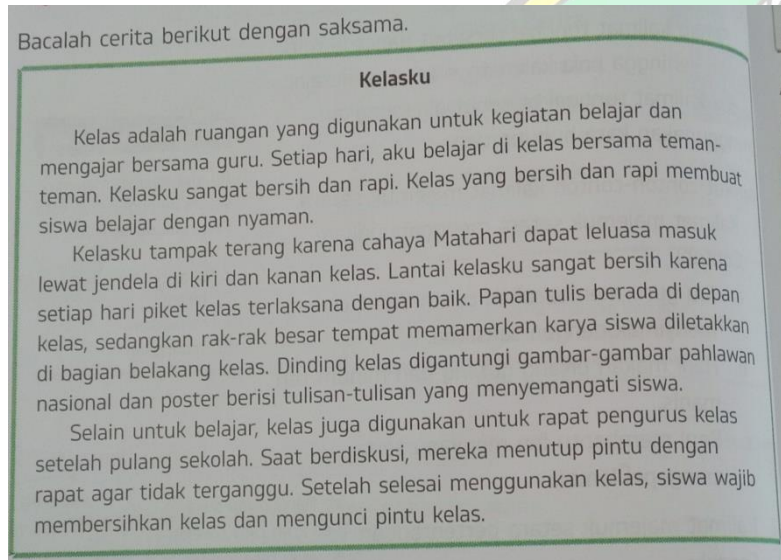 Bacalah cerita berikut dengan saksama.
Kelasku
Kelas adalah ruangan yang digunakan untuk kegiatan belajar dan
mengajar bersama guru. Setiap hari, aku belajar di kelas bersama teman-
teman. Kelasku sangat bersih dan rapi. Kelas yang bersih dan rapi membuat
siswa belajar dengan nyaman.
Kelasku tampak terang karena cahaya Matahari dapat leluasa masuk
lewat jendela di kiri dan kanan kelas. Lantai kelasku sangat bersih karena
setiap hari piket kelas terlaksana dengan baik. Papan tulis berada di depan
kelas, sedangkan rak-rak besar tempat memamerkan karya siswa diletakkan
di bagian belakang kelas. Dinding kelas digantungi gambar-gambar pahlawan
nasional dan poster berisi tulisan-tulisan yang menyemangati siswa.
Selain untuk belajar, kelas juga digunakan untuk rapat pengurus kelas
setelah pulang sekolah. Saat berdiskusi, mereka menutup pintu dengan
rapat agar tidak terganggu. Setelah selesai menggunakan kelas, siswa wajib
membersihkan kelas dan mengunci pintu kelas.